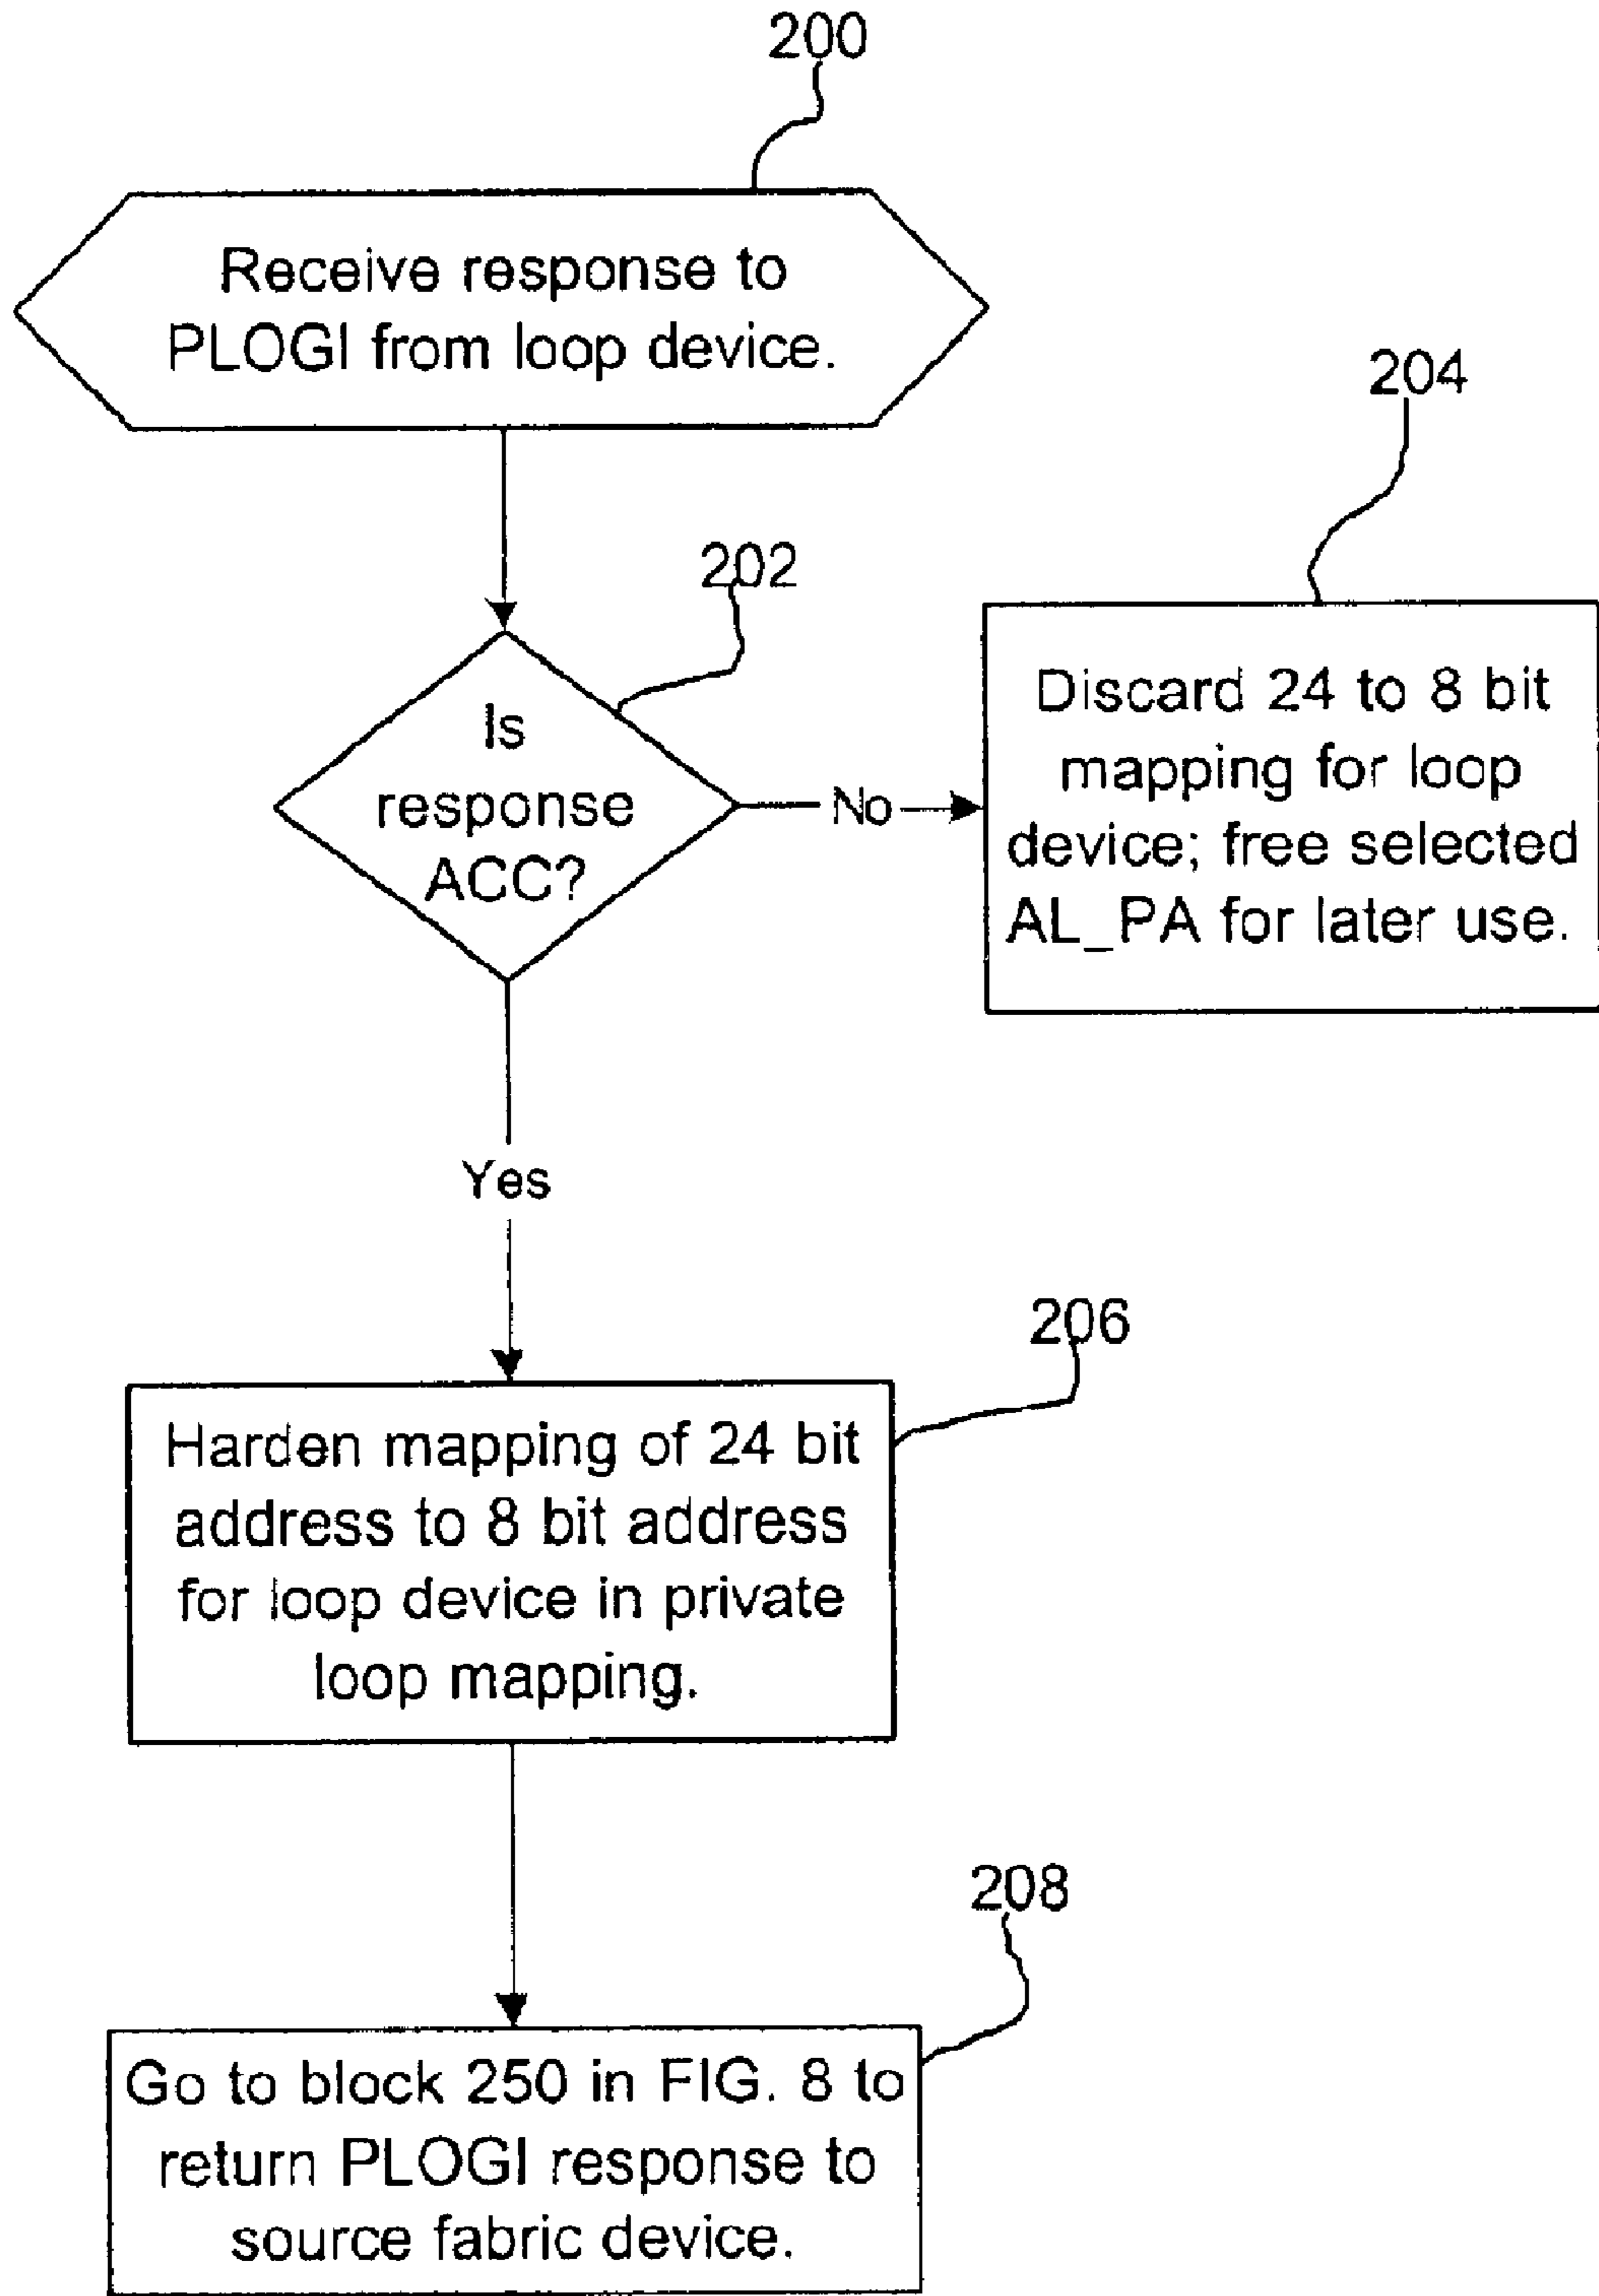 200
Receive response to
PLOGI from loop device.
204
202
Is
response
ACC?
No
Discard 24 to 8 bit
mapping for loop
device; free selected
AL_PA for later use.
Yes
206
Harden mapping of 24 bit
address to 8 bit address
for loop device in private
loop mapping.
208
Go to block 250 in FIG. 8 to
return PLOGI response to
source fabric device.